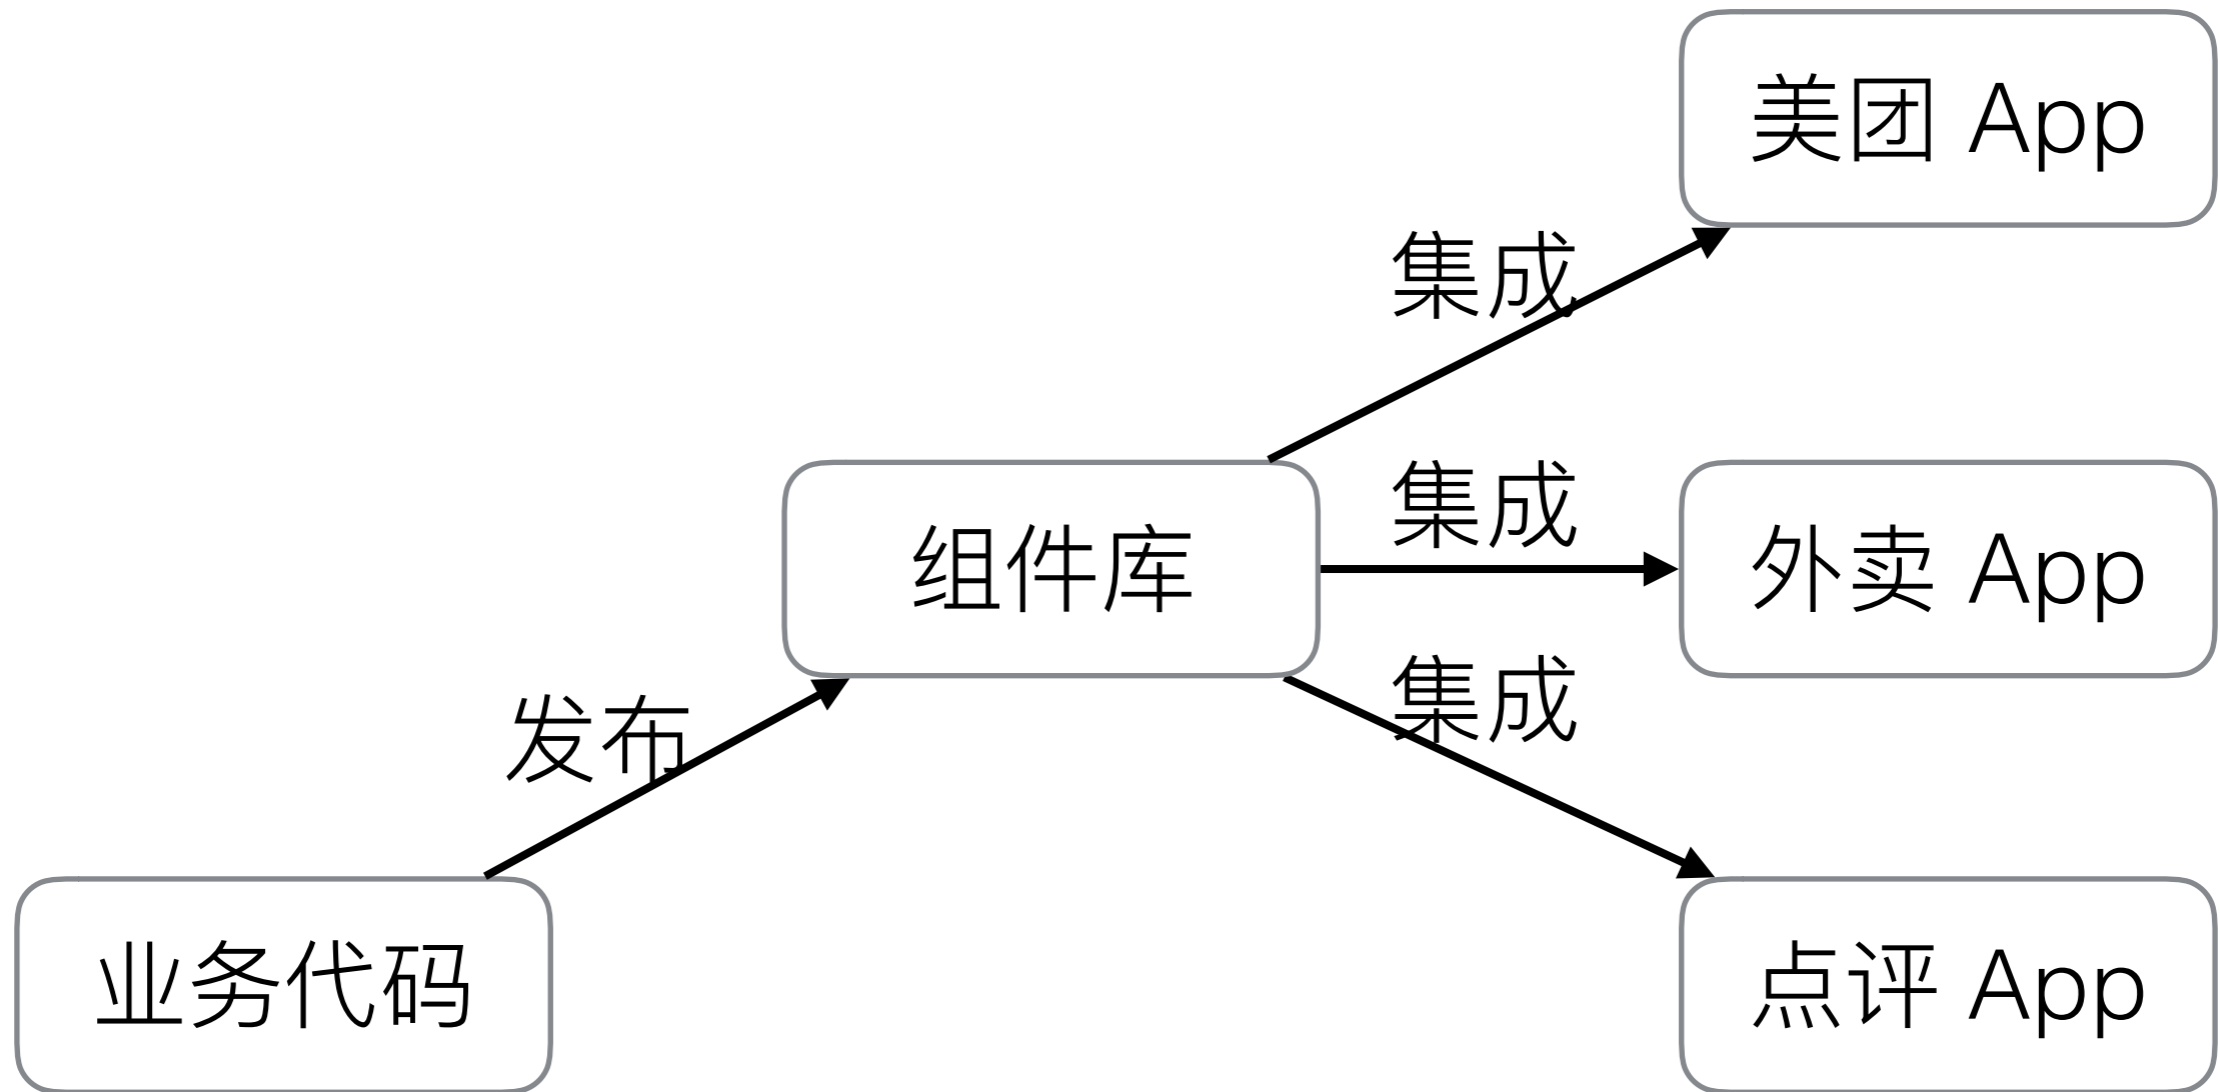 美团 App
集成
集成
组件库
外卖 App
集成
发布
业务代码
点评 App